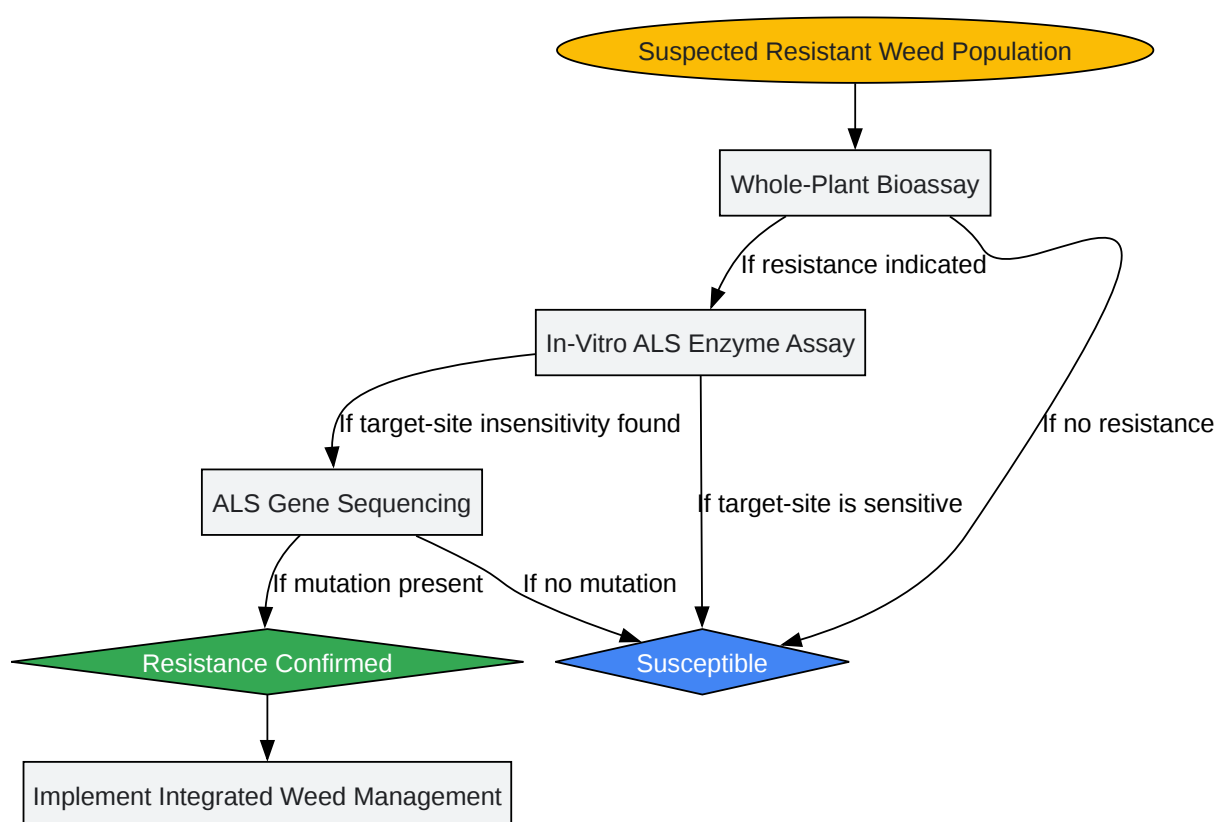 Suspected Resistant Weed Population
Whole-Plant Bioassay
If resistance indicated
In-Vitro ALS Enzyme Assay
If target-site insensitivity found
If no resistance
ALS Gene Sequencing
If target-site is sensitive
If mutation present
If no mutation
Resistance Confirmed
Susceptible
Implement Integrated Weed Management